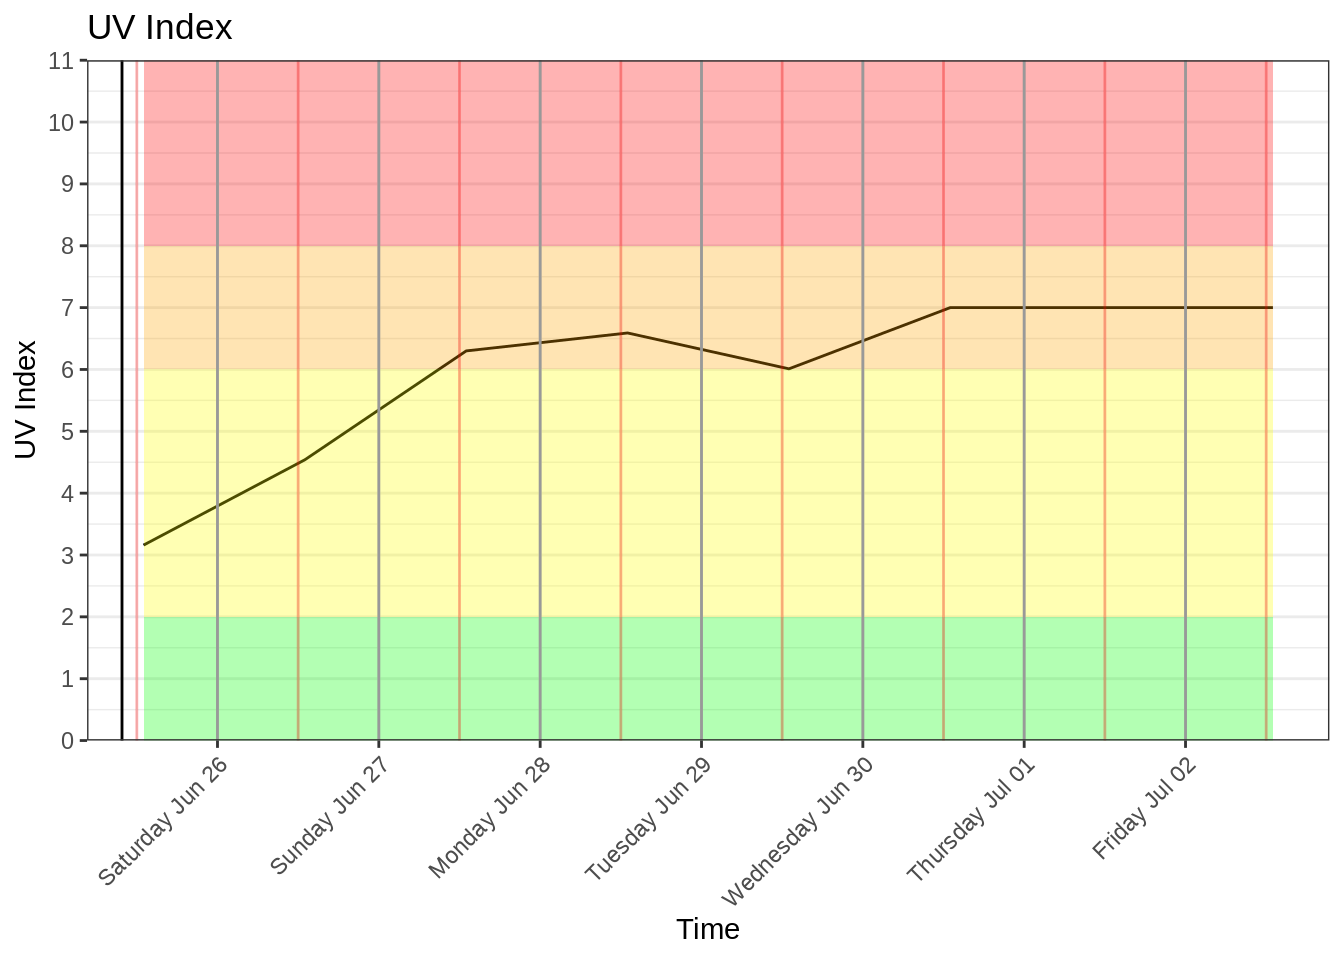 UV Index
11
10
9
8
7
6
5
4
3
2
1
0
UV Index
Saturday Jun 26
Sunday Jun 27
Monday Jun 28
Tuesday Jun 29
Wednesday Jun 30
Thursday Jul 01
Friday Jul 02
Time